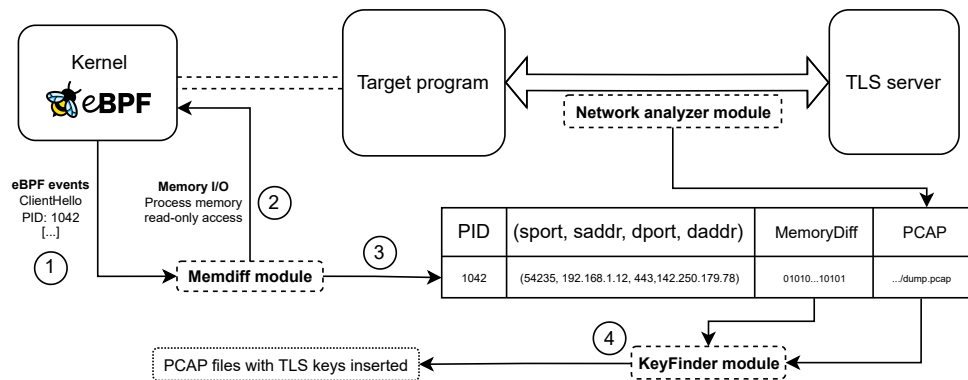 Kernel
eBPF
Target program
TLS server
Network analyzer module
eBPF events
ClientHello
PID: 1042
[...]
1
Memory I/O
Process memory
read-only access
2
Memdiff module
3
PID
(sport, saddr, dport, daddr)
MemoryDiff
PCAP
1042
(54235, 192.168.1.12, 443,142.250.179.78)
01010...10101
.../dump.pcap
4
KeyFinder module
PCAP files with TLS keys inserted